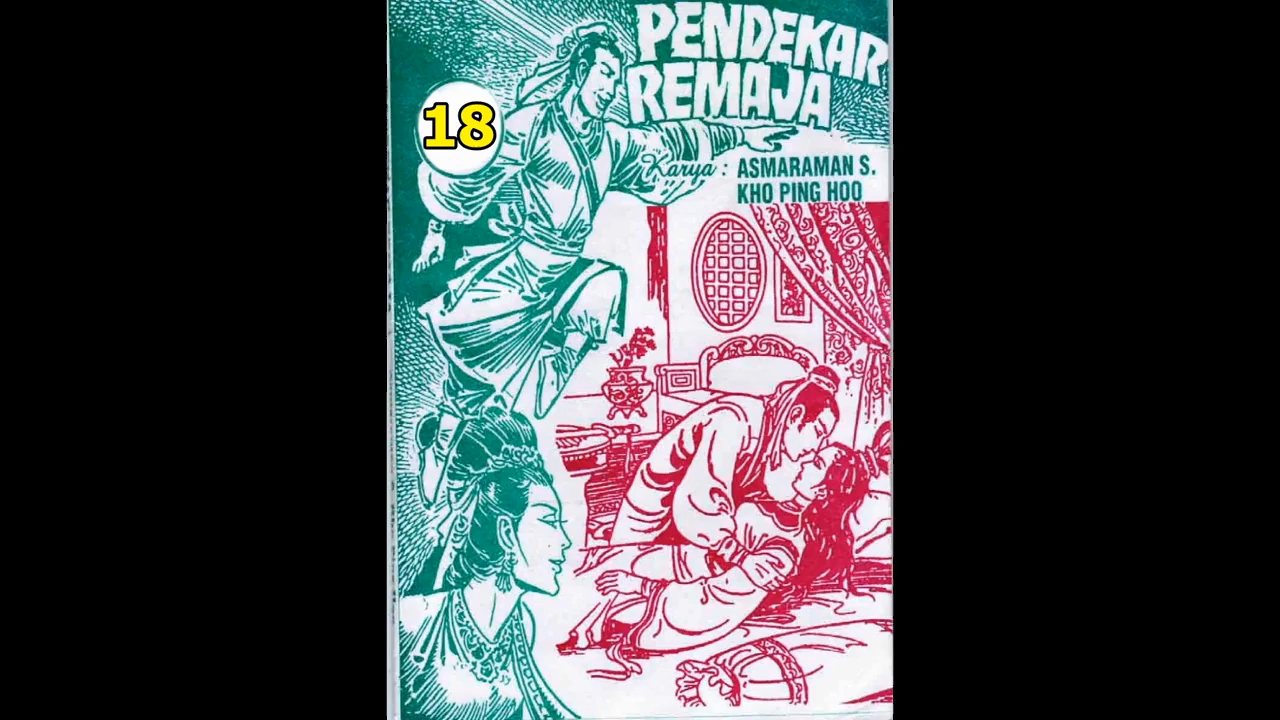 PENDEKAR
REMAJA
18
Karya : ASMARAMAN S.
KHO PING HOO